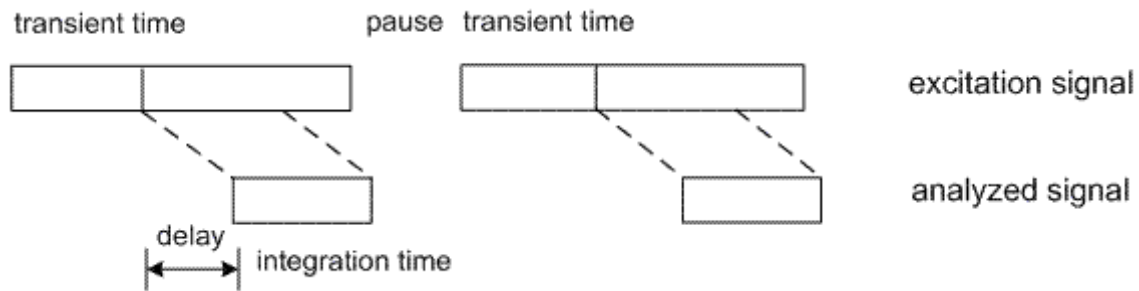 transient time pause transient time
excitation signal
analyzed signal
delay
integration time